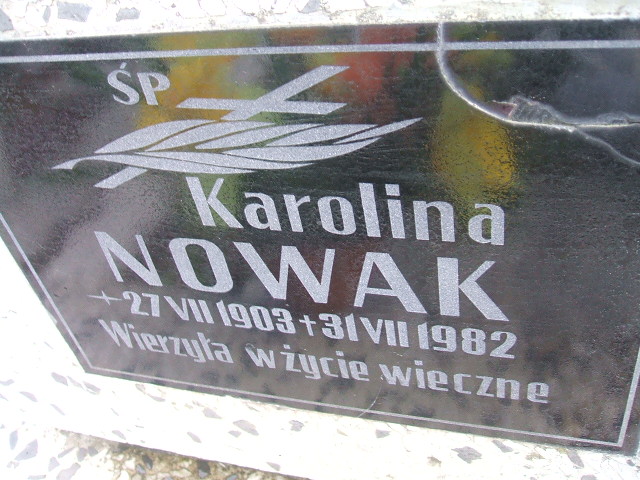 ŚP
Karolina
NOWAK
+27 VII 1903 +31 VII 1982
Wierzyła w życie wieczne